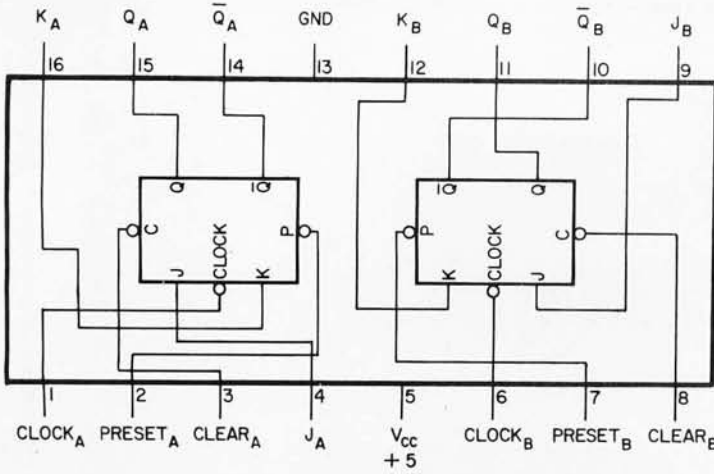 K_A Q_A Q̅_A GND K_B Q_B Q̅_B J_B
16 15 14 13 12 11 10 9
Q Q̅ Q̅ Q
C P P C
J CLOCK K K CLOCK J
1 2 3 4 5 6 7 8
CLOCK_A PRESET_A CLEAR_A J_A V_CC CLOCK_B PRESET_B CLEAR_B
+5